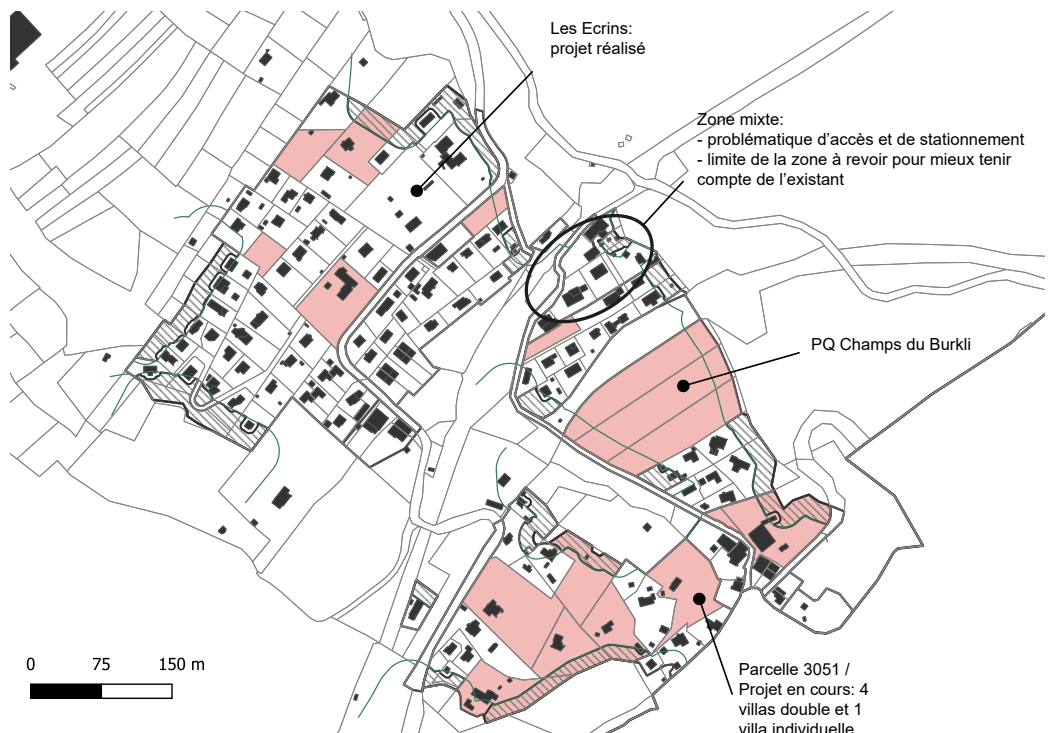 Les Ecrins:
projet réalisé
Zone mixte:
- problématique d'accès et de stationnement
- limite de la zone à revoir pour mieux tenir
compte de l'existant
PQ Champs du Burkli
0 75 150 m
Parcelle 3051 /
Projet en cours: 4
villas double et 1
villa individuelle